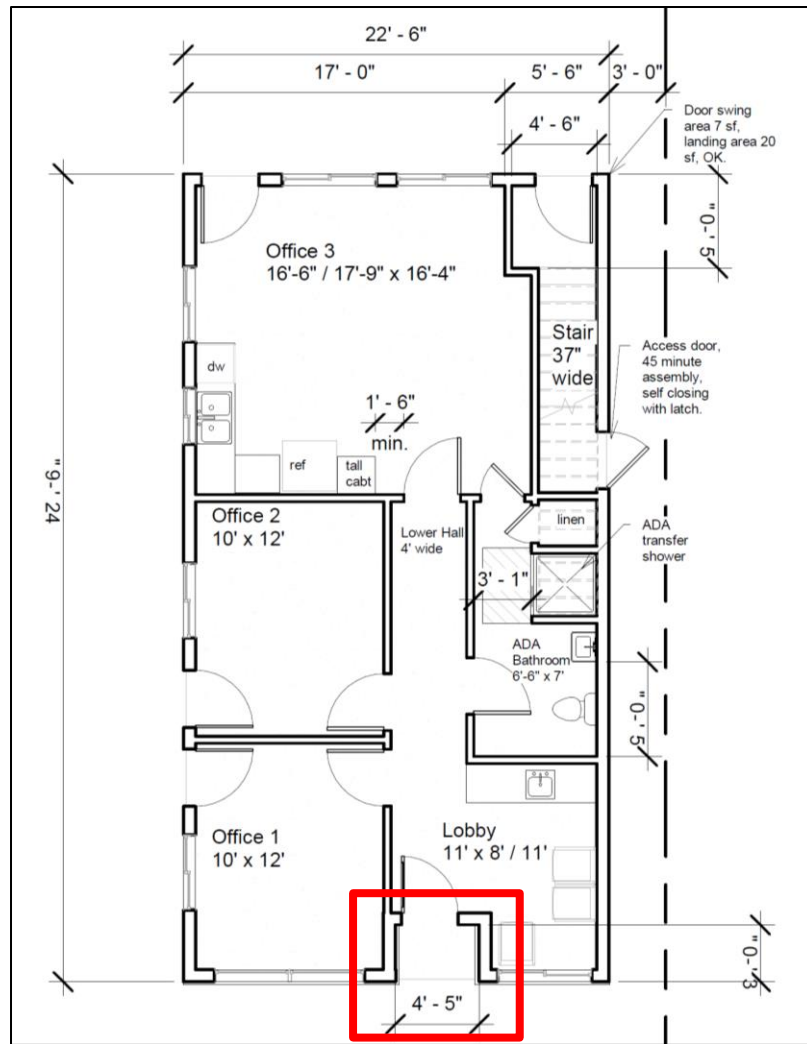 22' - 6"
17' - 0"
5' - 6"
3' - 0"
4' - 6"
Door swing
area 7 sf,
landing area 20
sf, OK.
5' - 0"
Office 3
16'-6" / 17'-9" x 16'-4"
Stair
37"
wide
Access door,
45 minute
assembly,
self closing
with latch.
dw
1' - 6"
min.
ref
tall
cabt
42' - 6"
Office 2
10' x 12'
Lower Hall
4' wide
linen
ADA
transfer
shower
3' - 1"
ADA
Bathroom
6'-6" x 7'
5' - 0"
Office 1
10' x 12'
Lobby
11' x 8' / 11'
3' - 0"
4' - 5"